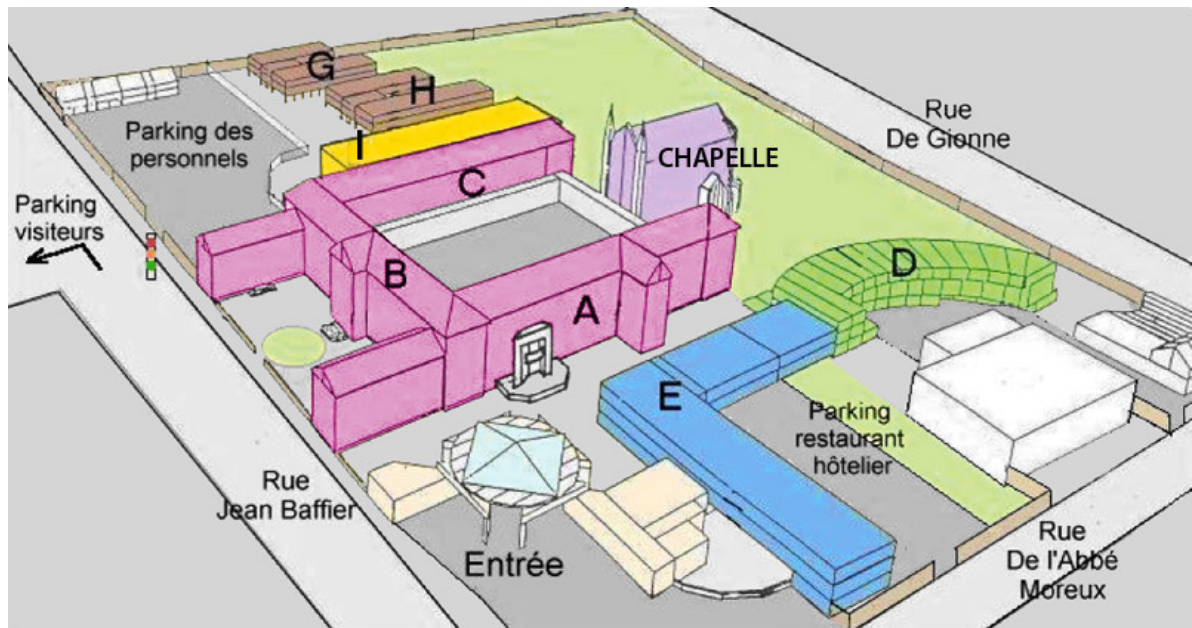 G
H
Parking des
personnels
I
C
CHAPELLE
Rue
De Gionne
Parking
visiteurs
B
A
D
E
Parking
restaurant
hôtelier
Rue
Jean Baffier
Entrée
Rue
De l'Abbé
Moreux